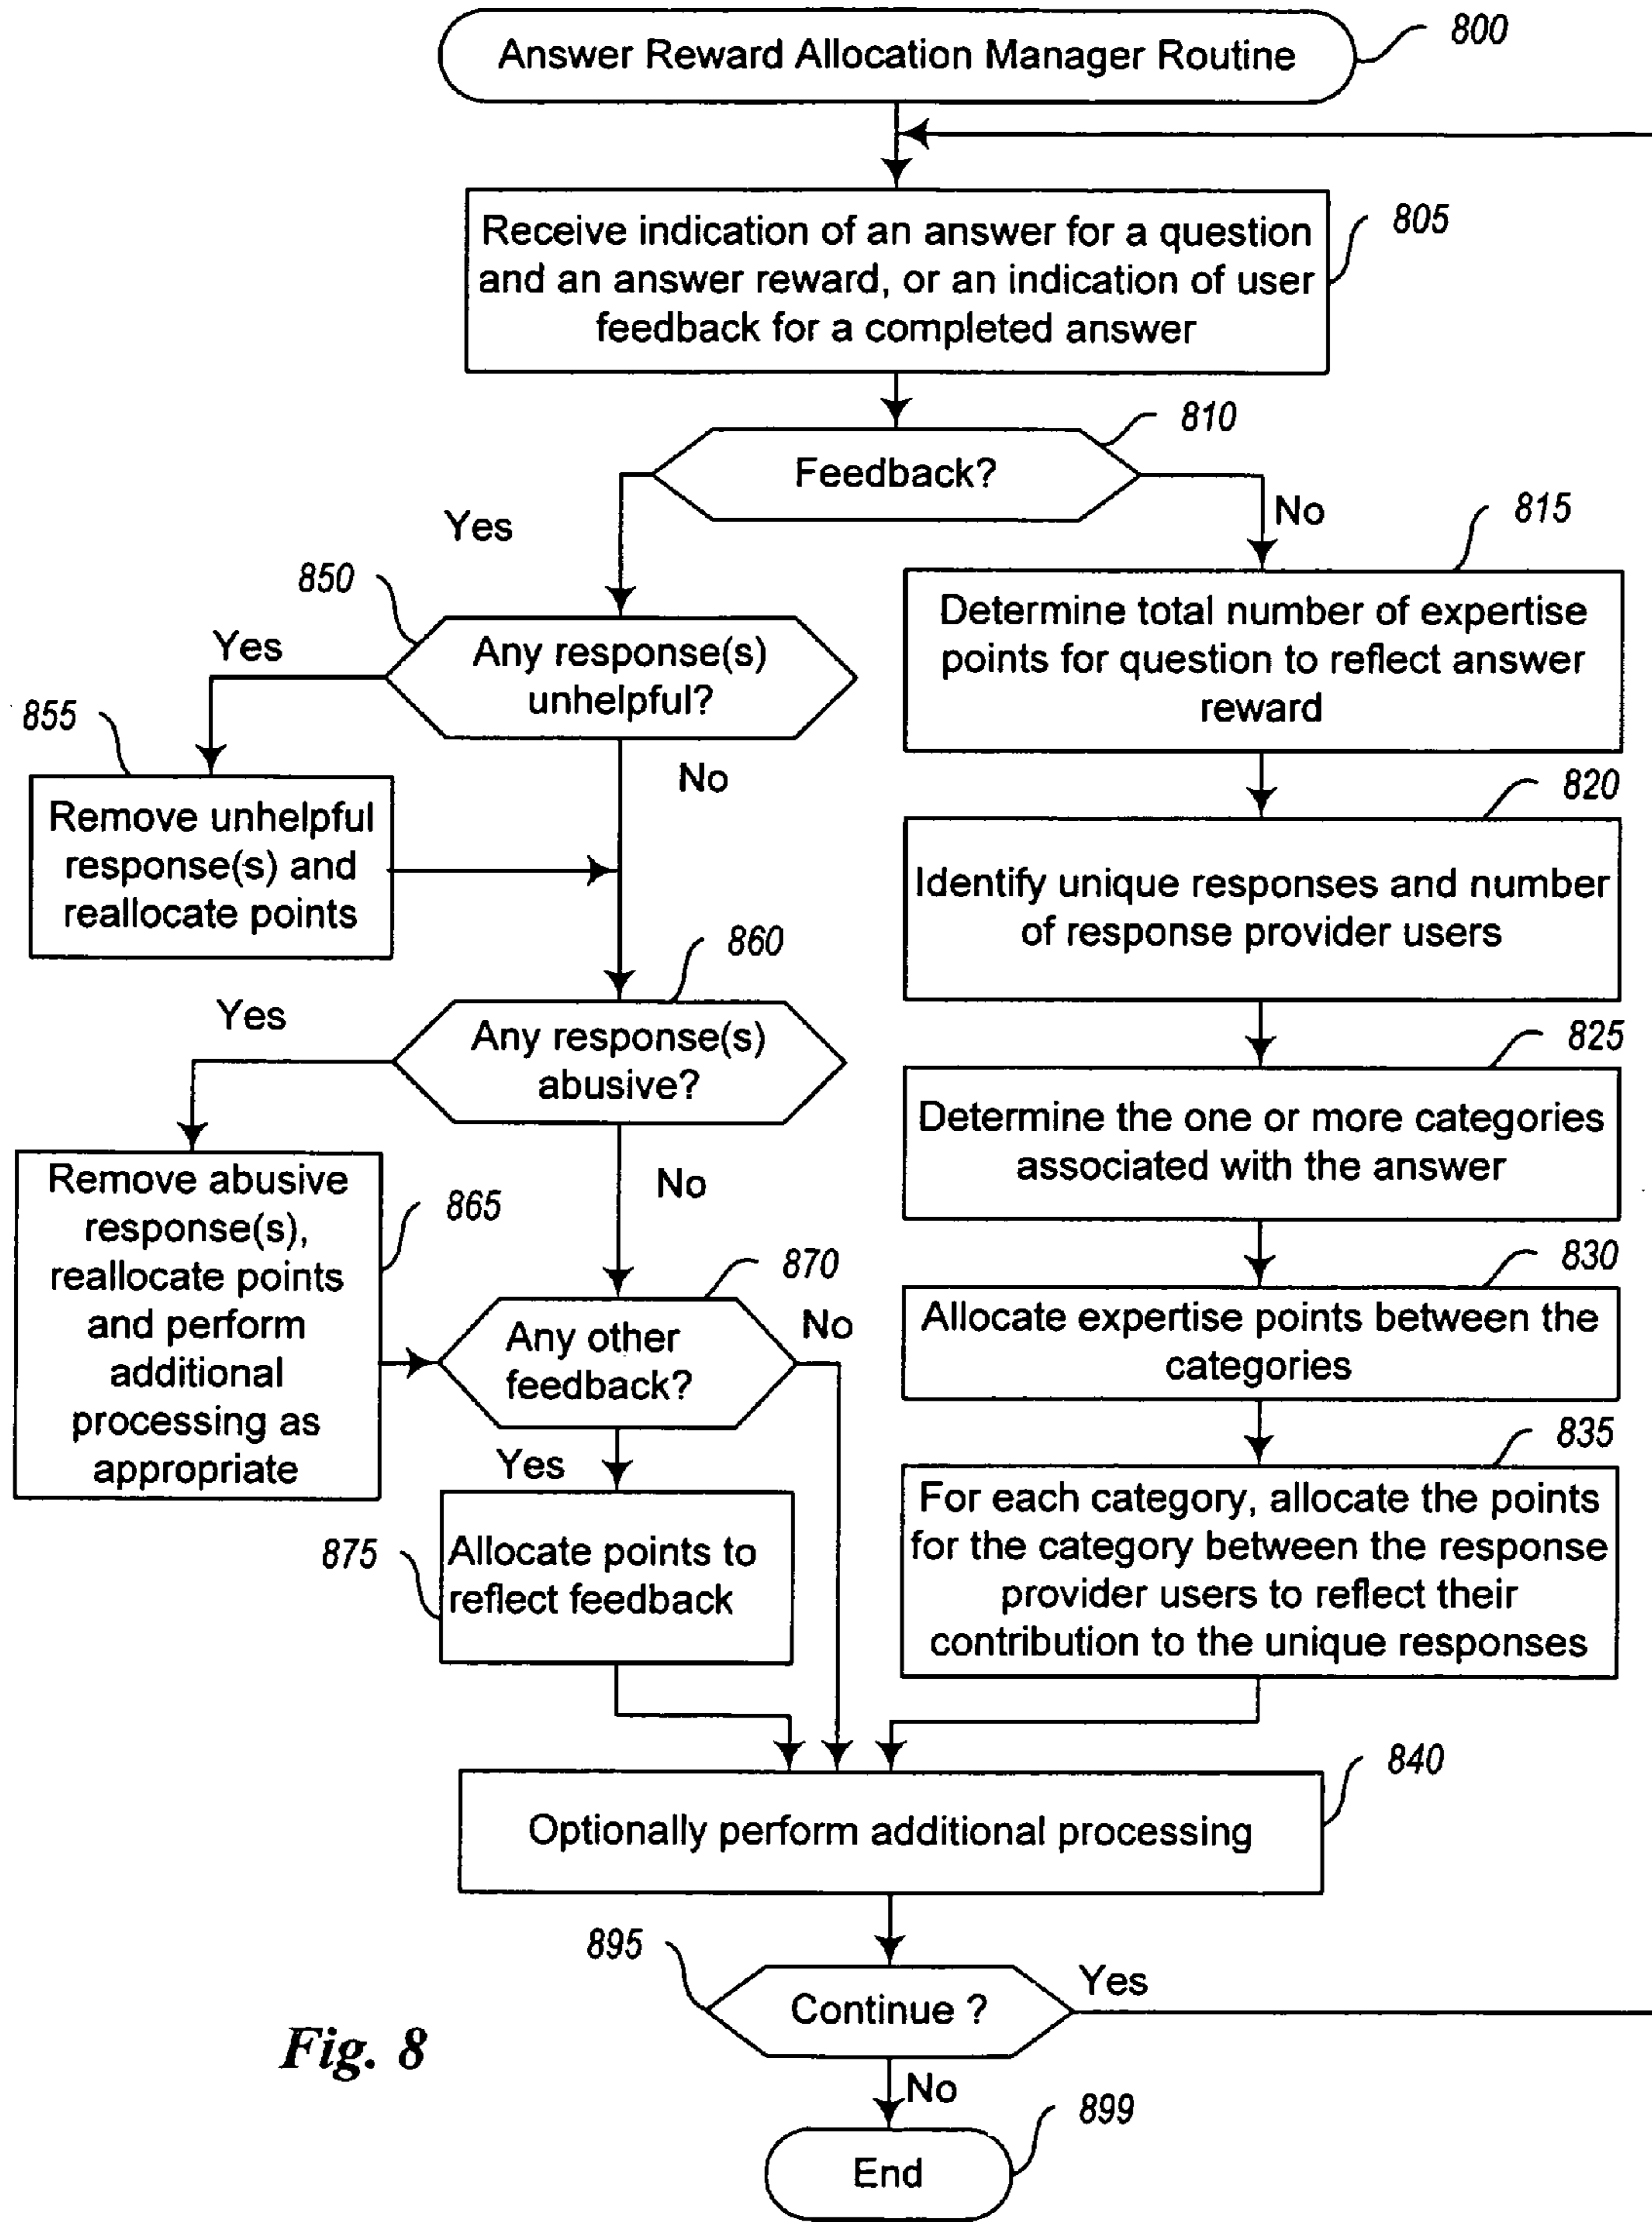 Answer Reward Allocation Manager Routine
800
Receive indication of an answer for a question
and an answer reward, or an indication of user
feedback for a completed answer
805
Feedback?
810
Yes
No
815
Determine total number of expertise
points for question to reflect answer
reward
850
Any response(s)
unhelpful?
Yes
No
855
Remove unhelpful
response(s) and
reallocate points
820
Identify unique responses and number
of response provider users
860
Any response(s)
abusive?
Yes
No
825
Determine the one or more categories
associated with the answer
Remove abusive
response(s),
reallocate points
and perform
additional
processing as
appropriate
865
870
Any other
feedback?
No
Yes
830
Allocate expertise points between the
categories
835
For each category, allocate the points
for the category between the response
provider users to reflect their
contribution to the unique responses
875
Allocate points to
reflect feedback
840
Optionally perform additional processing
895
Continue ?
Yes
No
Fig. 8
899
End